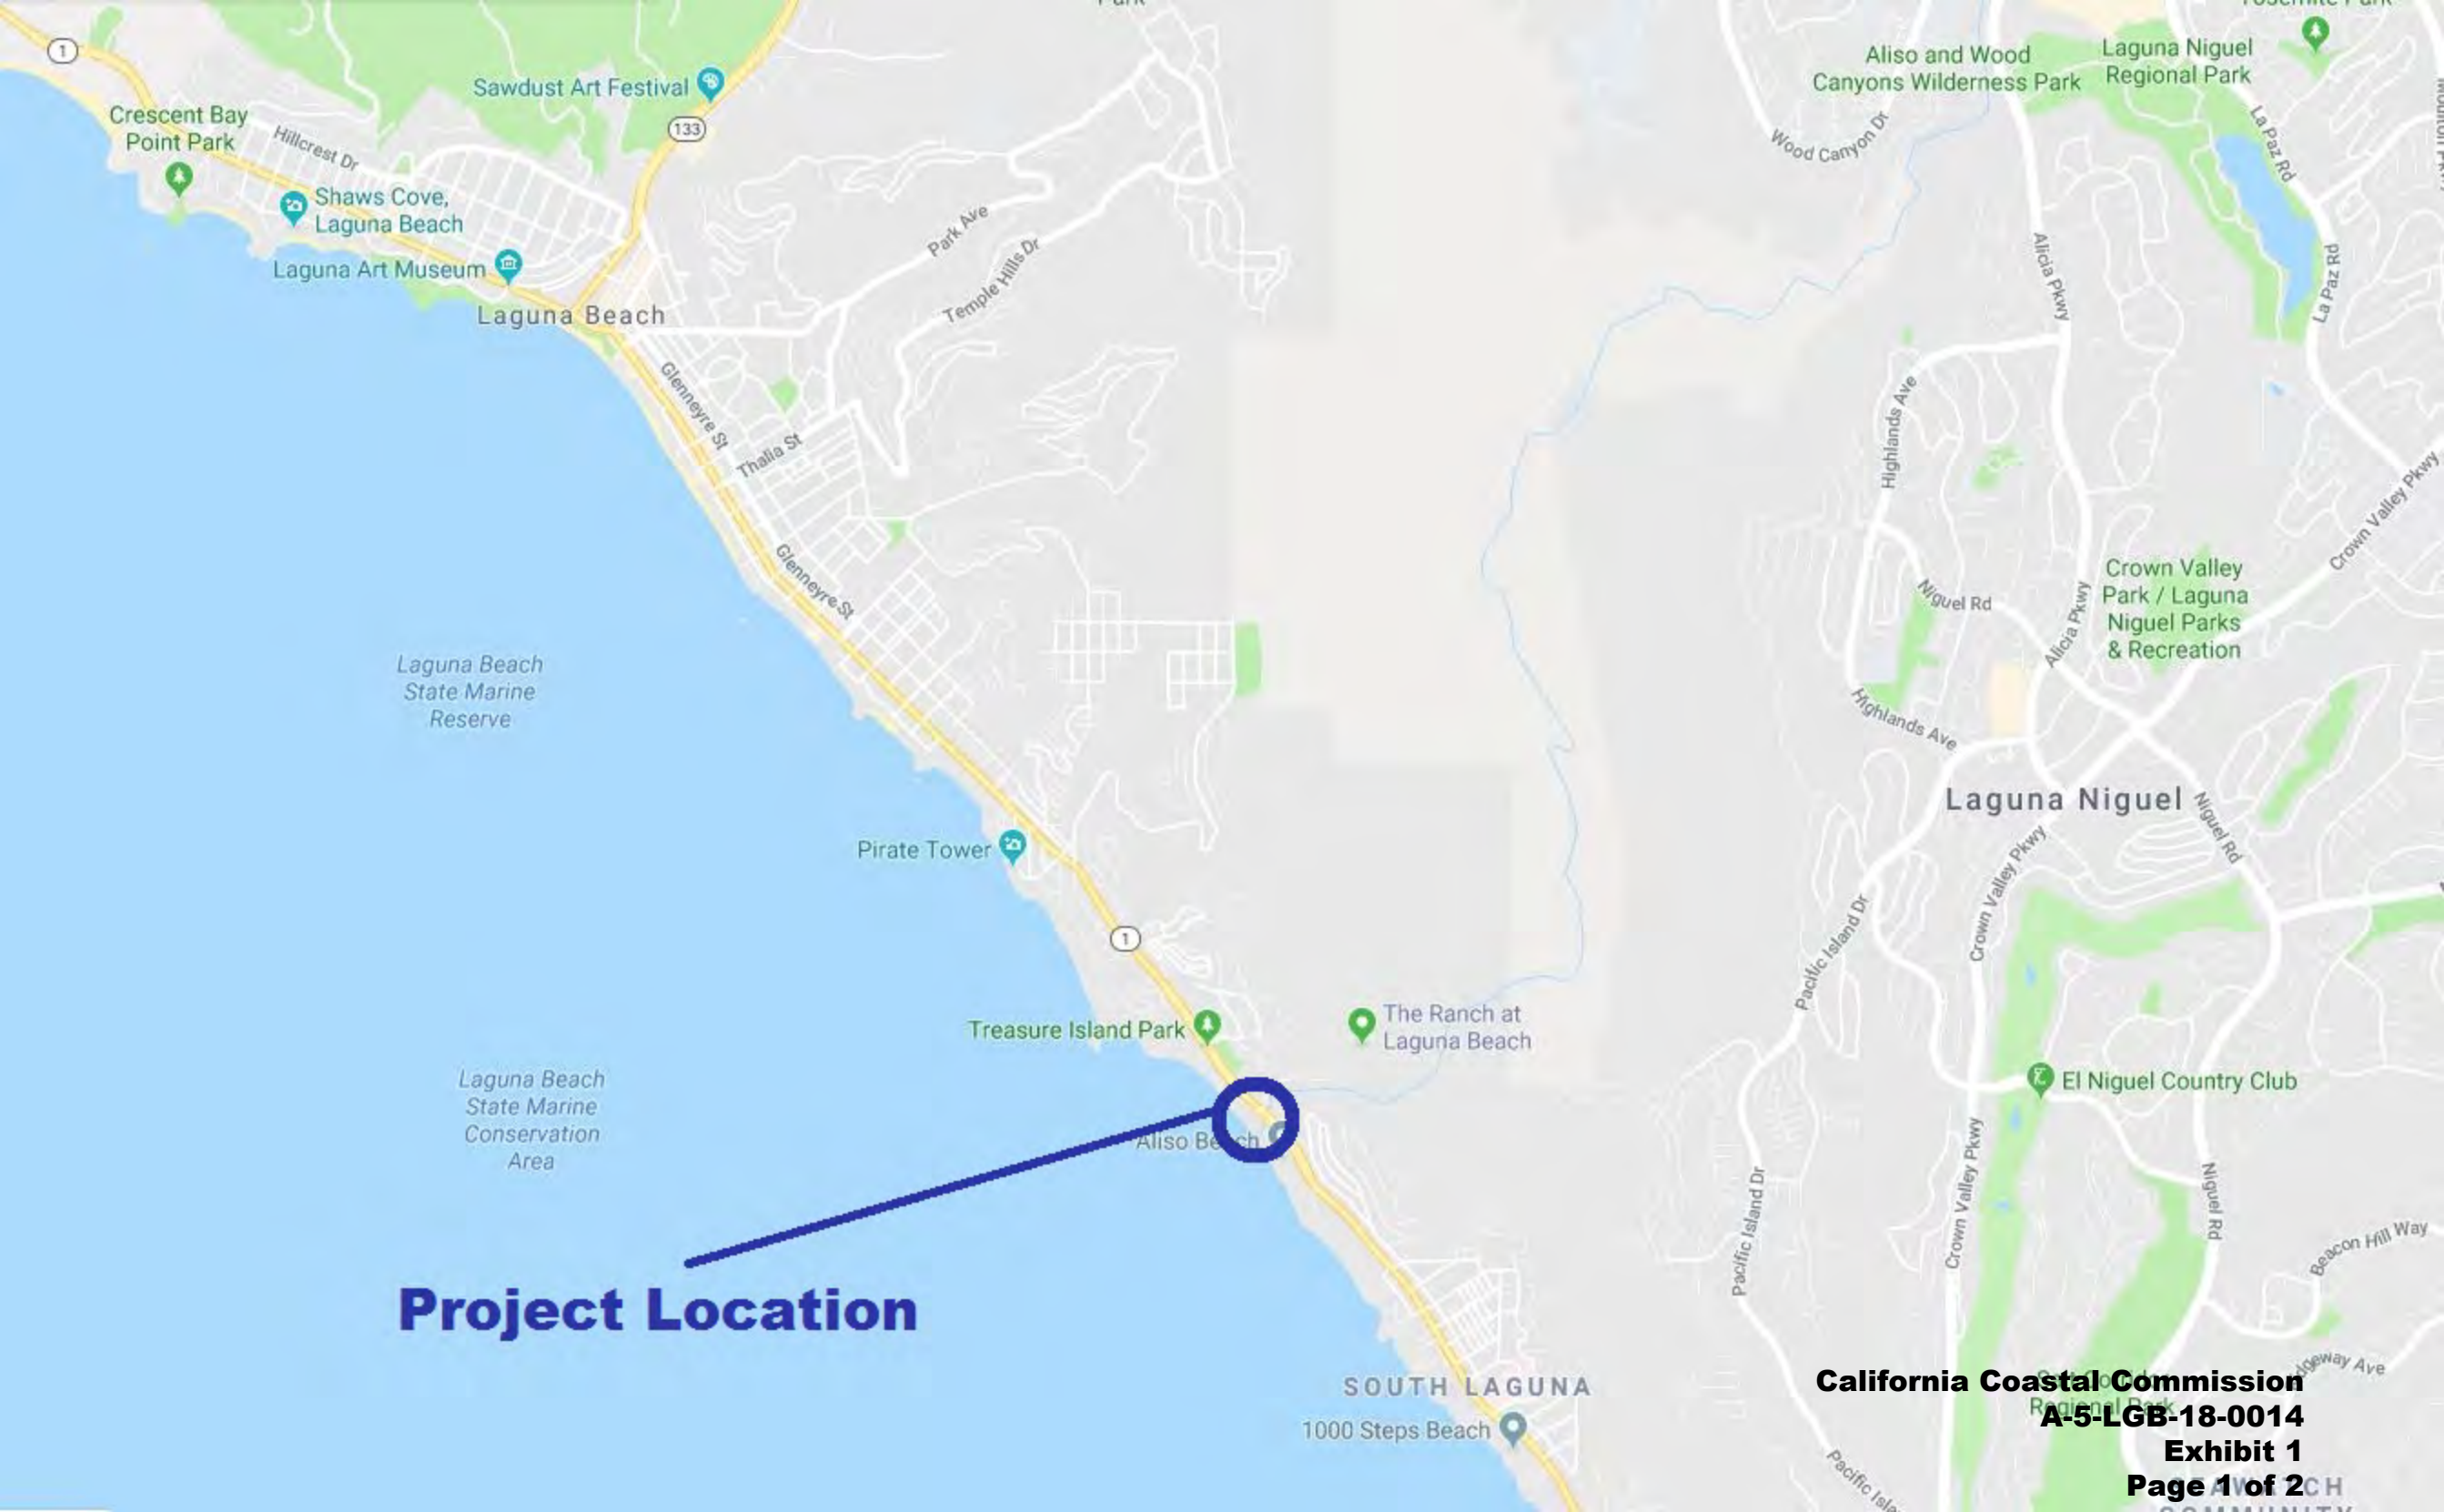 1
Sawdust Art Festival
133
Crescent Bay
Point Park
Hillcrest Dr
Shaws Cove,
Laguna Beach
Laguna Art Museum
Laguna Beach
Park Ave
Temple Hills Dr
Glenneyre St
Thalia St
Glenneyre St
Aliso and Wood
Canyons Wilderness Park
Laguna Niguel
Regional Park
Wood Canyon Dr
La Paz Rd
La Paz Rd
Alicia Pkwy
Highlands Ave
Crown Valley Pkwy
Niguel Rd
Alicia Pkwy
Crown Valley
Park / Laguna
Niguel Parks
& Recreation
Highlands Ave
Laguna Niguel
Niguel Rd
Crown Valley Pkwy
Pacific Island Dr
Laguna Beach
State Marine
Reserve
Pirate Tower
1
Treasure Island Park
The Ranch at
Laguna Beach
El Niguel Country Club
Laguna Beach
State Marine
Conservation
Area
Aliso Beach
Project Location
Pacific Island Dr
Crown Valley Pkwy
Niguel Rd
Beacon Hill Way
SOUTH LAGUNA
1000 Steps Beach
California Coastal Commission
A-5-LGB-18-0014
Exhibit 1
Page 1 of 2
Regional Park